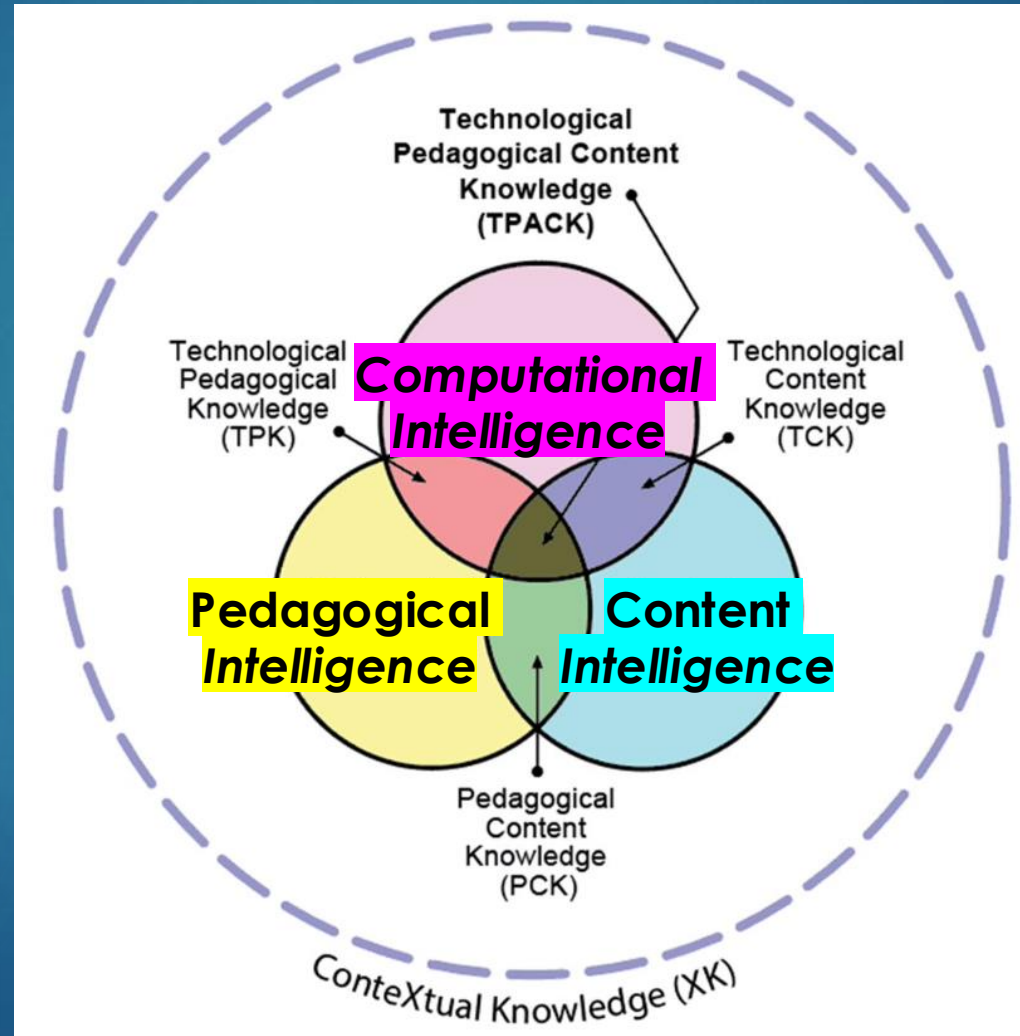 Technological
Pedagogical Content
Knowledge
(TPACK)
Technological
Pedagogical
Knowledge
(TPK)
Computational
Intelligence
Technological
Content
Knowledge
(TCK)
Pedagogical
Intelligence
Content
Intelligence
Pedagogical
Content
Knowledge
(PCK)
ConteXtual Knowledge (XK)